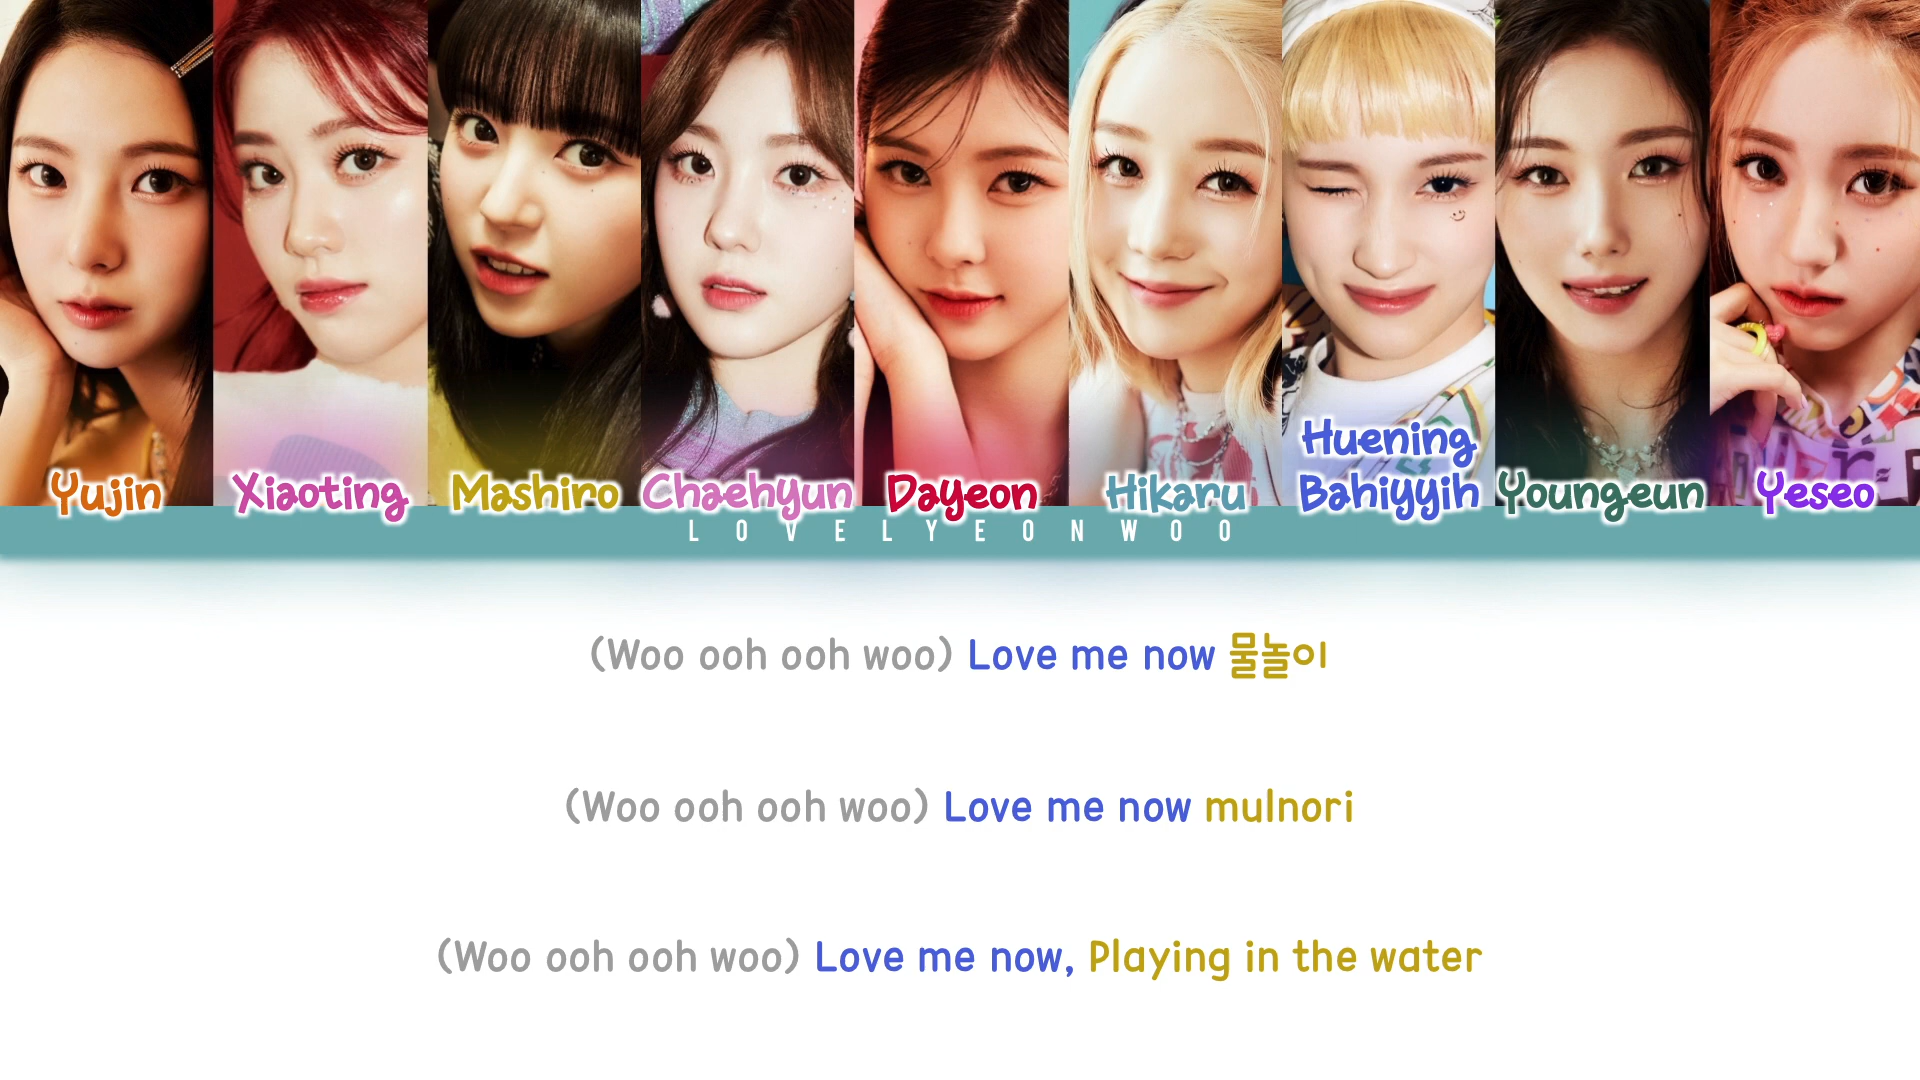 Yujin
Xiaoting
Mashiro
Chaehyun
Dayeon
Hikaru
Huening
Bahiyyih
Youngeun
Yeseo
LOVELYEONWOO
(Woo ooh ooh woo) Love me now 물놀이
(Woo ooh ooh woo) Love me now mulnori
(Woo ooh ooh woo) Love me now, Playing in the water